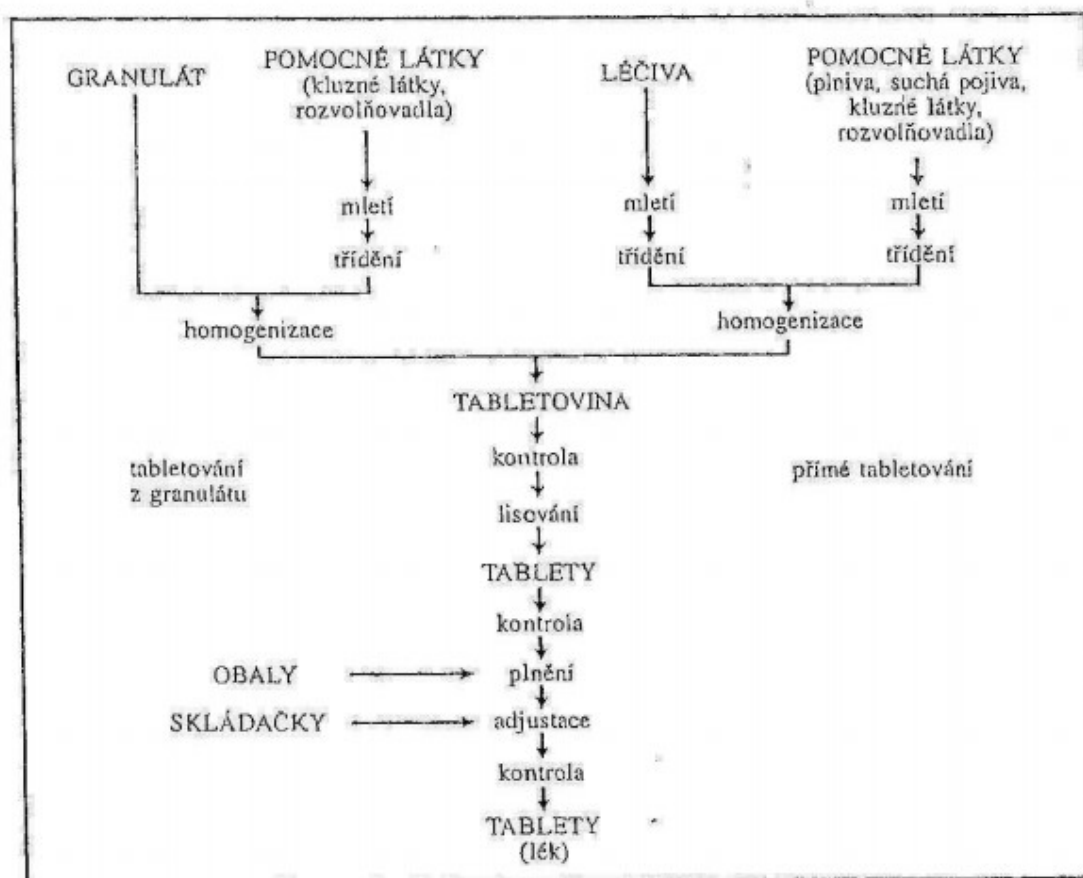 GRANULÁT
POMOCNÉ LÁTKY
(kluzné látky,
rozvolňovadla)
LÉČIVA
POMOCNÉ LÁTKY
(plniva, suchá pojiva,
kluzné látky,
rozvolňovadla)
mletí
mletí
mletí
třídění
třídění
třídění
homogenizace
homogenizace
TABLETOVINA
kontrola
tabletování
z granulátu
přímé tabletování
lisování
TABLETY
kontrola
OBALY
plnění
SKLÁDAČKY
adjustace
kontrola
TABLETY
(lék)